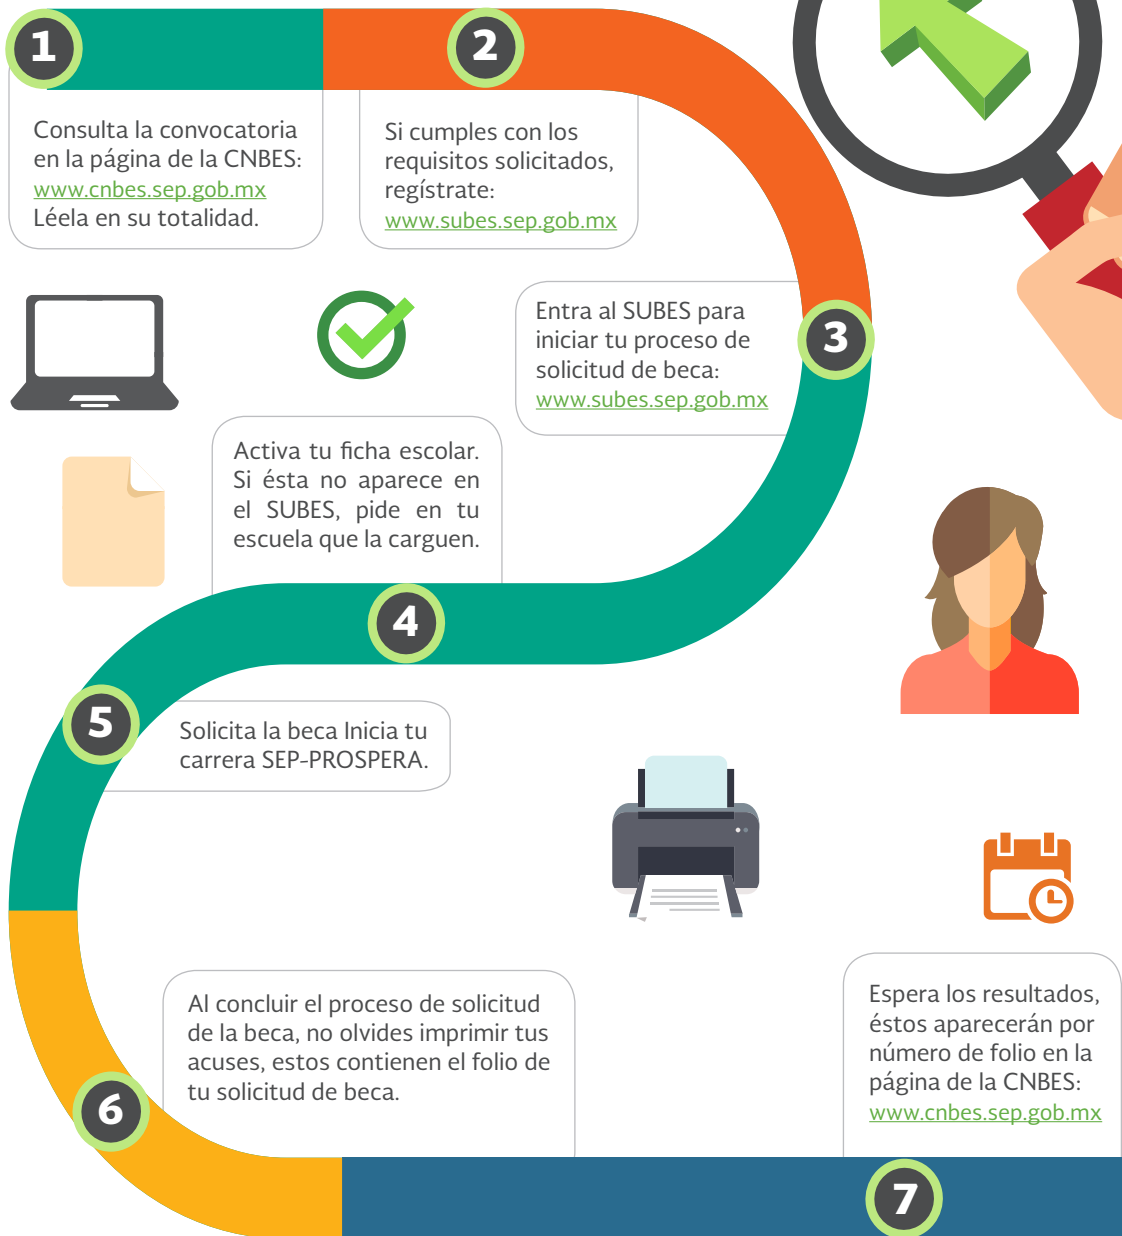 1
Consulta la convocatoria
en la página de la CNBES:
www.cnbes.sep.gob.mx
Léela en su totalidad.
2
Si cumples con los
requisitos solicitados,
regístrate:
www.subes.sep.gob.mx
3
Entra al SUBES para
iniciar tu proceso de
solicitud de beca:
www.subes.sep.gob.mx
Activa tu ficha escolar.
Si ésta no aparece en
el SUBES, pide en tu
escuela que la carguen.
4
5
Solicita la beca Inicia tu
carrera SEP-PROSPERA.
Al concluir el proceso de solicitud
de la beca, no olvides imprimir tus
acuses, estos contienen el folio de
tu solicitud de beca.
6
Espera los resultados,
éstos aparecerán por
número de folio en la
página de la CNBES:
www.cnbes.sep.gob.mx
7